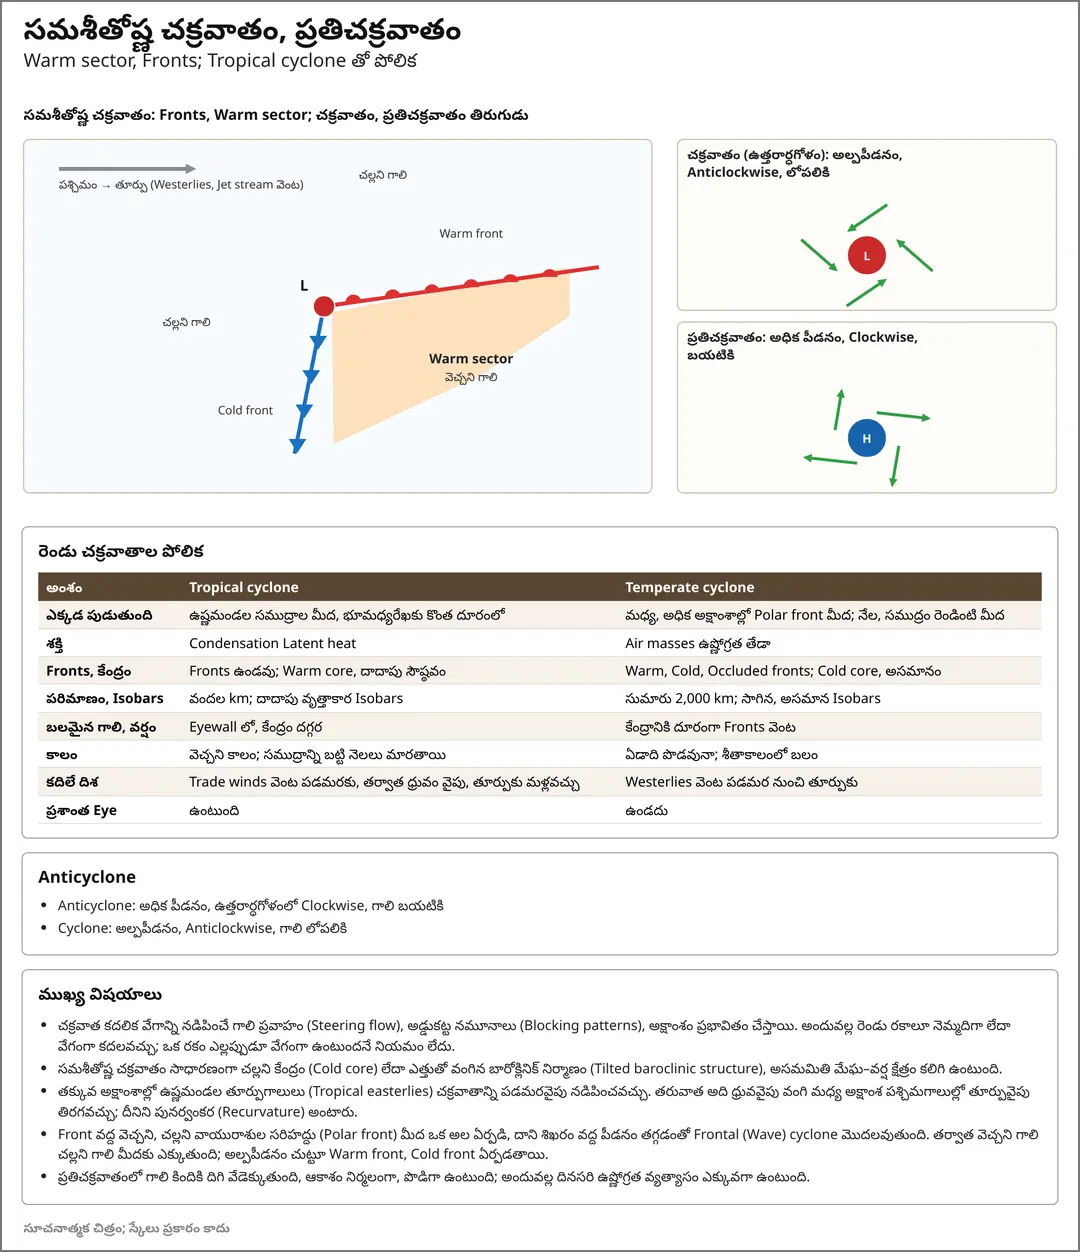 సమశీతోష్ణ చక్రవాతం, ప్రతిచక్రవాతం
Warm sector, Fronts; Tropical cyclone తో పోలిక
సమశీతోష్ణ చక్రవాతం: Fronts, Warm sector; చక్రవాతం, ప్రతిచక్రవాతం తిరుగుడు
పశ్చిమం → తూర్పు (Westerlies, Jet stream వెంట)
చల్లని గాలి
Warm front
L
చల్లని గాలి
Warm sector
వెచ్చని గాలి
Cold front
చక్రవాతం (ఉత్తరార్ధగోళం): అల్పపీడనం,
Anticlockwise, లోపలికి
L
ప్రతిచక్రవాతం: అధిక పీడనం, Clockwise,
బయటికి
H
రెండు చక్రవాతాల పోలిక
అంశం Tropical cyclone Temperate cyclone
ఎక్కడ పుడుతుంది ఉష్ణమండల సముద్రాల మీద, భూమధ్యరేఖకు కొంత దూరంలో మధ్య, అధిక అక్షాంశాల్లో Polar front మీద; నేల, సముద్రం రెండింటి మీద
శక్తి Condensation Latent heat Air masses ఉష్ణోగ్రత తేడా
Fronts, కేంద్రం Fronts ఉండవు; Warm core, దాదాపు సౌష్ఠవం Warm, Cold, Occluded fronts; Cold core, అసమానం
పరిమాణం, Isobars వందల km; దాదాపు వృత్తాకార Isobars సుమారు 2,000 km; సాగిన, అసమాన Isobars
బలమైన గాలి, వర్షం Eyewall లో, కేంద్రం దగ్గర కేంద్రానికి దూరంగా Fronts వెంట
కాలం వెచ్చని కాలం; సముద్రాన్ని బట్టి నెలలు మారతాయి ఏడాది పొడవునా; శీతాకాలంలో బలం
కదిలే దిశ Trade winds వెంట పడమరకు, తర్వాత ధ్రువం వైపు, తూర్పుకు మళ్లవచ్చు Westerlies వెంట పడమర నుంచి తూర్పుకు
ప్రశాంత Eye ఉంటుంది ఉండదు
Anticyclone
• Anticyclone: అధిక పీడనం, ఉత్తరార్ధగోళంలో Clockwise, గాలి బయటికి
• Cyclone: అల్పపీడనం, Anticlockwise, గాలి లోపలికి
ముఖ్య విషయాలు
• చక్రవాత కదలిక వేగాన్ని నడిపించే గాలి ప్రవాహం (Steering flow), అడ్డుకట్ట నమూనాలు (Blocking patterns), అక్షాంశం ప్రభావితం చేస్తాయి. అందువల్ల రెండు రకాలూ నెమ్మదిగా లేదా
వేగంగా కదలవచ్చు; ఒక రకం ఎల్లప్పుడూ వేగంగా ఉంటుందనే నియమం లేదు.
• సమశీతోష్ణ చక్రవాతం సాధారణంగా చల్లని కేంద్రం (Cold core) లేదా ఎత్తుతో వంగిన బారోక్లినిక్ నిర్మాణం (Tilted baroclinic structure), అసమమితి మేఘ–వర్ష క్షేత్రం కలిగి ఉంటుంది.
• తక్కువ అక్షాంశాల్లో ఉష్ణమండల తూర్పుగాలులు (Tropical easterlies) చక్రవాతాన్ని పడమరవైపు నడిపించవచ్చు. తరువాత అది ధ్రువవైపు వంగి మధ్య అక్షాంశ పశ్చిమగాలుల్లో తూర్పువైపు
తిరగవచ్చు; దీనిని పునర్వంకర (Recurvature) అంటారు.
• Front వద్ద వెచ్చని, చల్లని వాయురాశుల సరిహద్దు (Polar front) మీద ఒక అల ఏర్పడి, దాని శిఖరం వద్ద పీడనం తగ్గడంతో Frontal (Wave) cyclone మొదలవుతుంది. తర్వాత వెచ్చని గాలి
చల్లని గాలి మీదకు ఎక్కుతుంది; అల్పపీడనం చుట్టూ Warm front, Cold front ఏర్పడతాయి.
• ప్రతిచక్రవాతంలో గాలి కిందికి దిగి వేడెక్కుతుంది, ఆకాశం నిర్మలంగా, పొడిగా ఉంటుంది; అందువల్ల దినసరి ఉష్ణోగ్రత వ్యత్యాసం ఎక్కువగా ఉంటుంది.
సూచనాత్మక చిత్రం; స్కేలు ప్రకారం కాదు